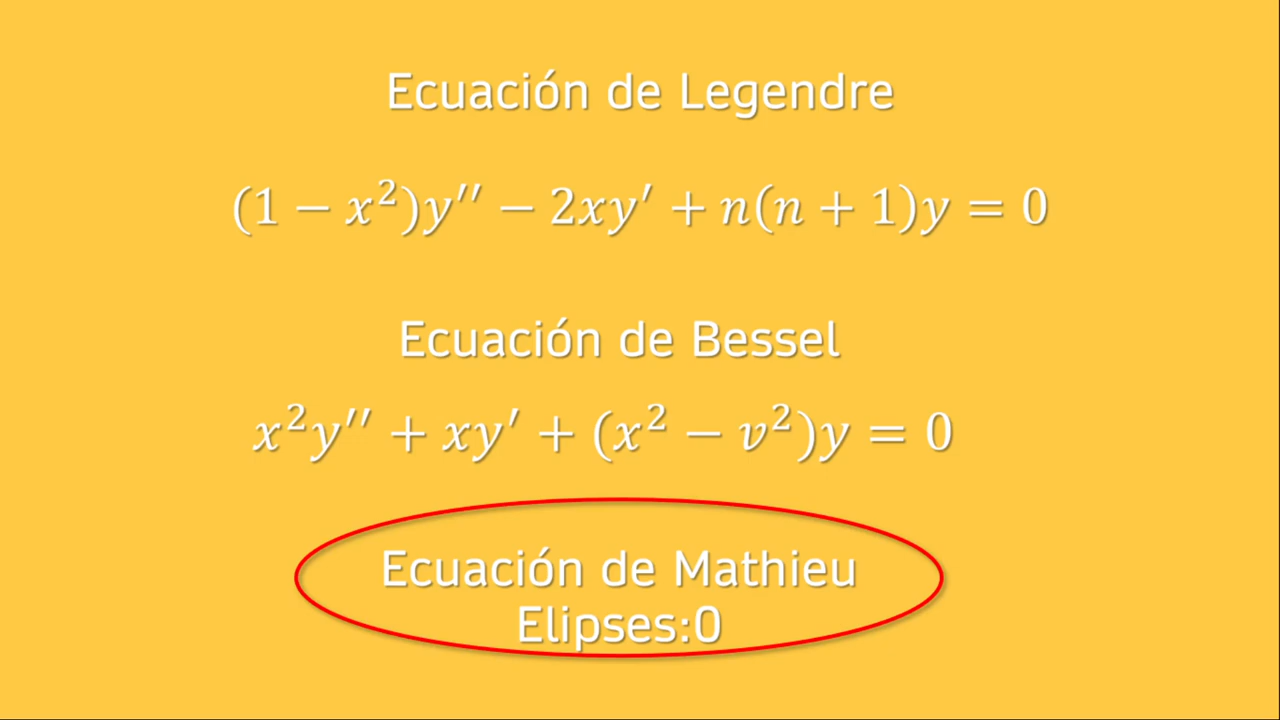 Ecuación de Legendre
(1 − x²)y′′ − 2xy′ + n(n + 1)y = 0
Ecuación de Bessel
x²y′′ + xy′ + (x² − v²)y = 0
Ecuación de Mathieu
Elipses:0